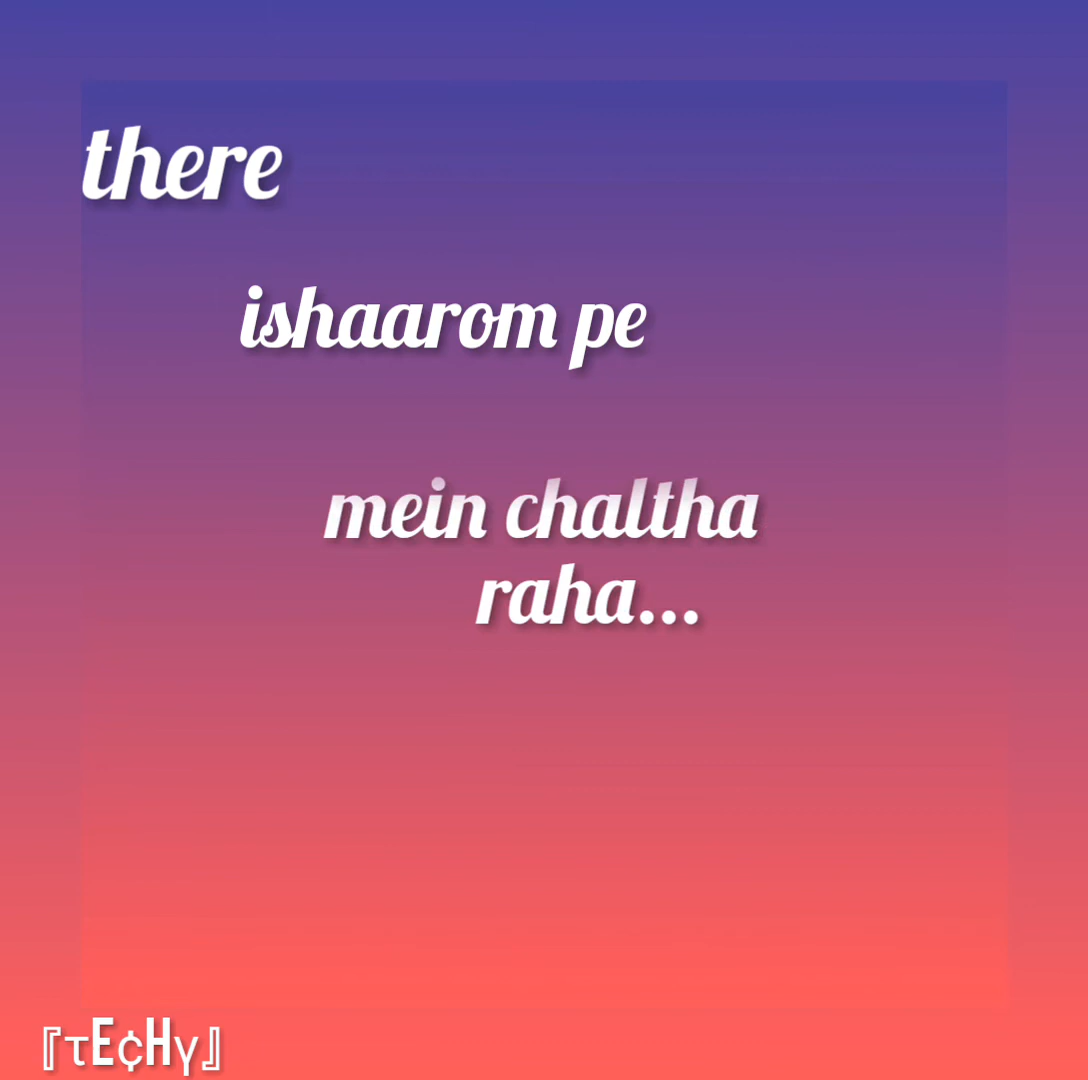 there
ishaarom pe
mein chaltha
raha...
『τE¢Hγ』